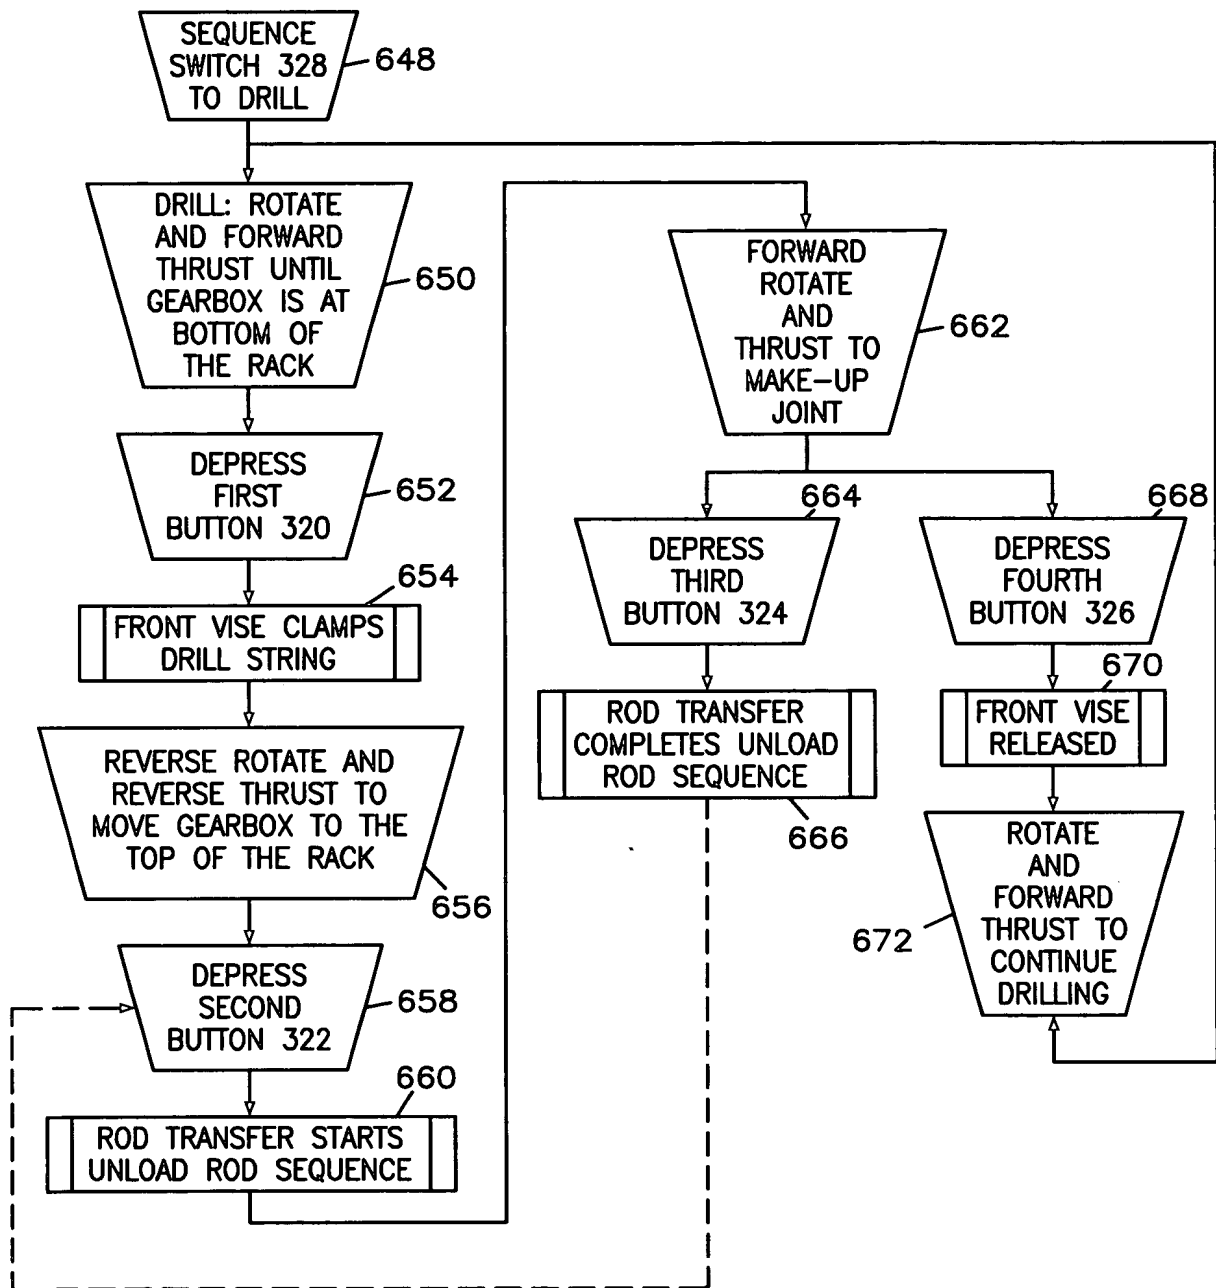 SEQUENCE
SWITCH 328
TO DRILL
648
DRILL: ROTATE
AND FORWARD
THRUST UNTIL
GEARBOX IS AT
BOTTOM OF
THE RACK
650
DEPRESS
FIRST
BUTTON 320
652
654
FRONT VISE CLAMPS
DRILL STRING
REVERSE ROTATE AND
REVERSE THRUST TO
MOVE GEARBOX TO THE
TOP OF THE RACK
656
DEPRESS
SECOND
BUTTON 322
658
660
ROD TRANSFER STARTS
UNLOAD ROD SEQUENCE
FORWARD
ROTATE
AND
THRUST TO
MAKE-UP
JOINT
662
664
DEPRESS
THIRD
BUTTON 324
ROD TRANSFER
COMPLETES UNLOAD
ROD SEQUENCE
666
668
DEPRESS
FOURTH
BUTTON 326
670
FRONT VISE
RELEASED
ROTATE
AND
FORWARD
THRUST TO
CONTINUE
DRILLING
672